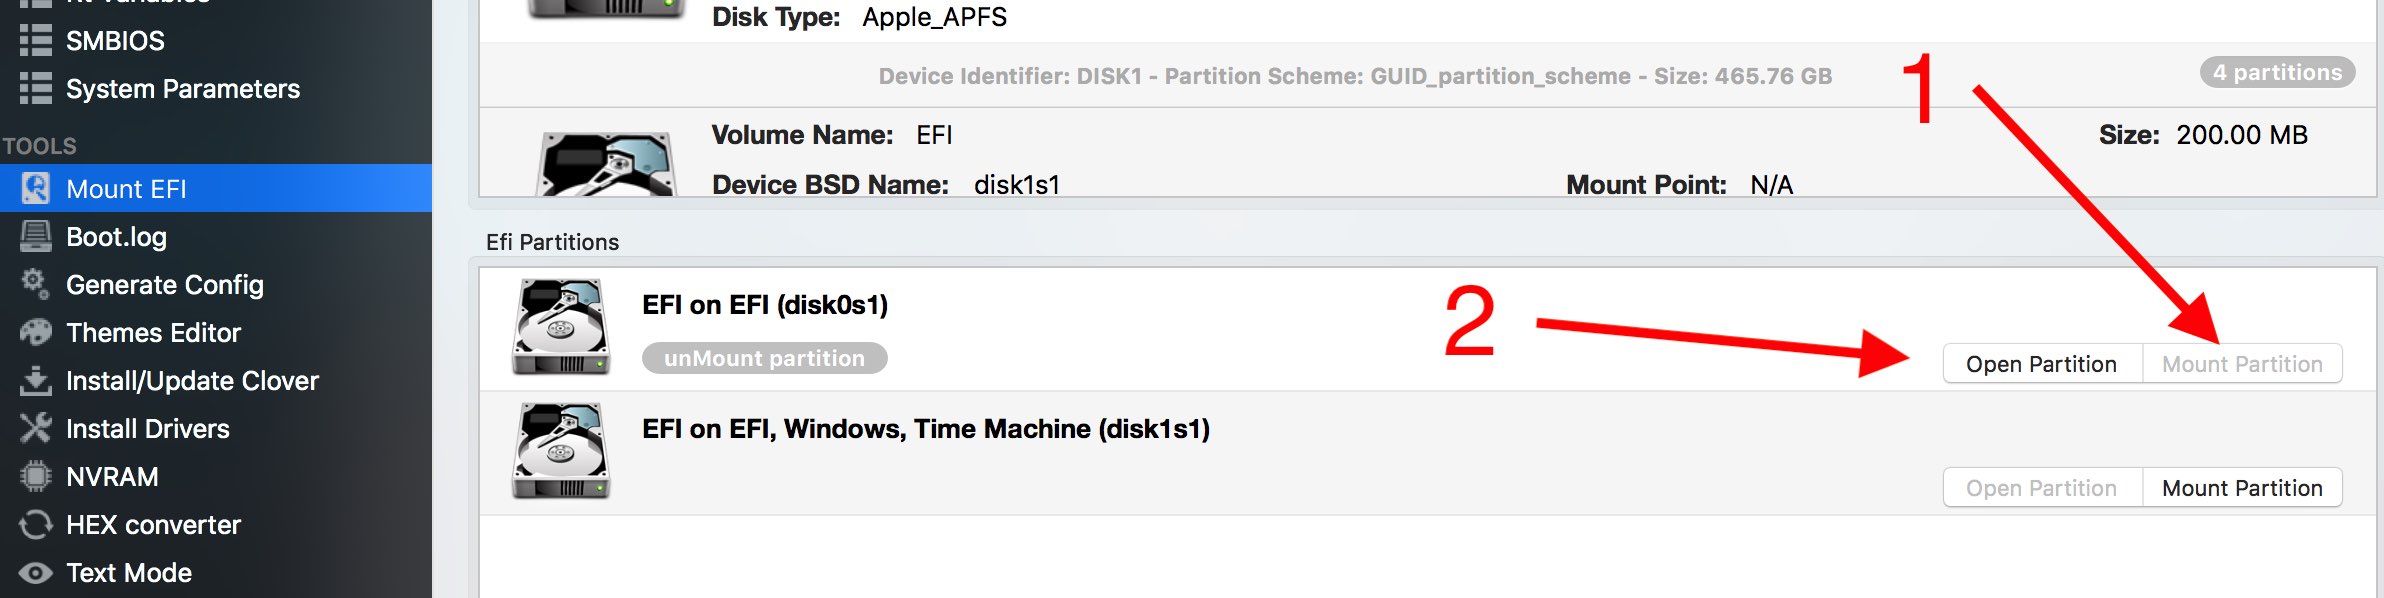 SMBIOS
System Parameters
TOOLS
Mount EFI
Boot.log
Generate Config
Themes Editor
Install/Update Clover
Install Drivers
NVRAM
HEX converter
Text Mode
Disk Type: Apple_APFS
Device Identifier: DISK1 - Partition Scheme: GUID_partition_scheme - Size: 465.76 GB
4 partitions
1
Volume Name: EFI
Size: 200.00 MB
Device BSD Name: disk1s1
Mount Point: N/A
Efi Partitions
EFI on EFI (disk0s1)
2
unMount partition
Open Partition
Mount Partition
EFI on EFI, Windows, Time Machine (disk1s1)
Open Partition
Mount Partition